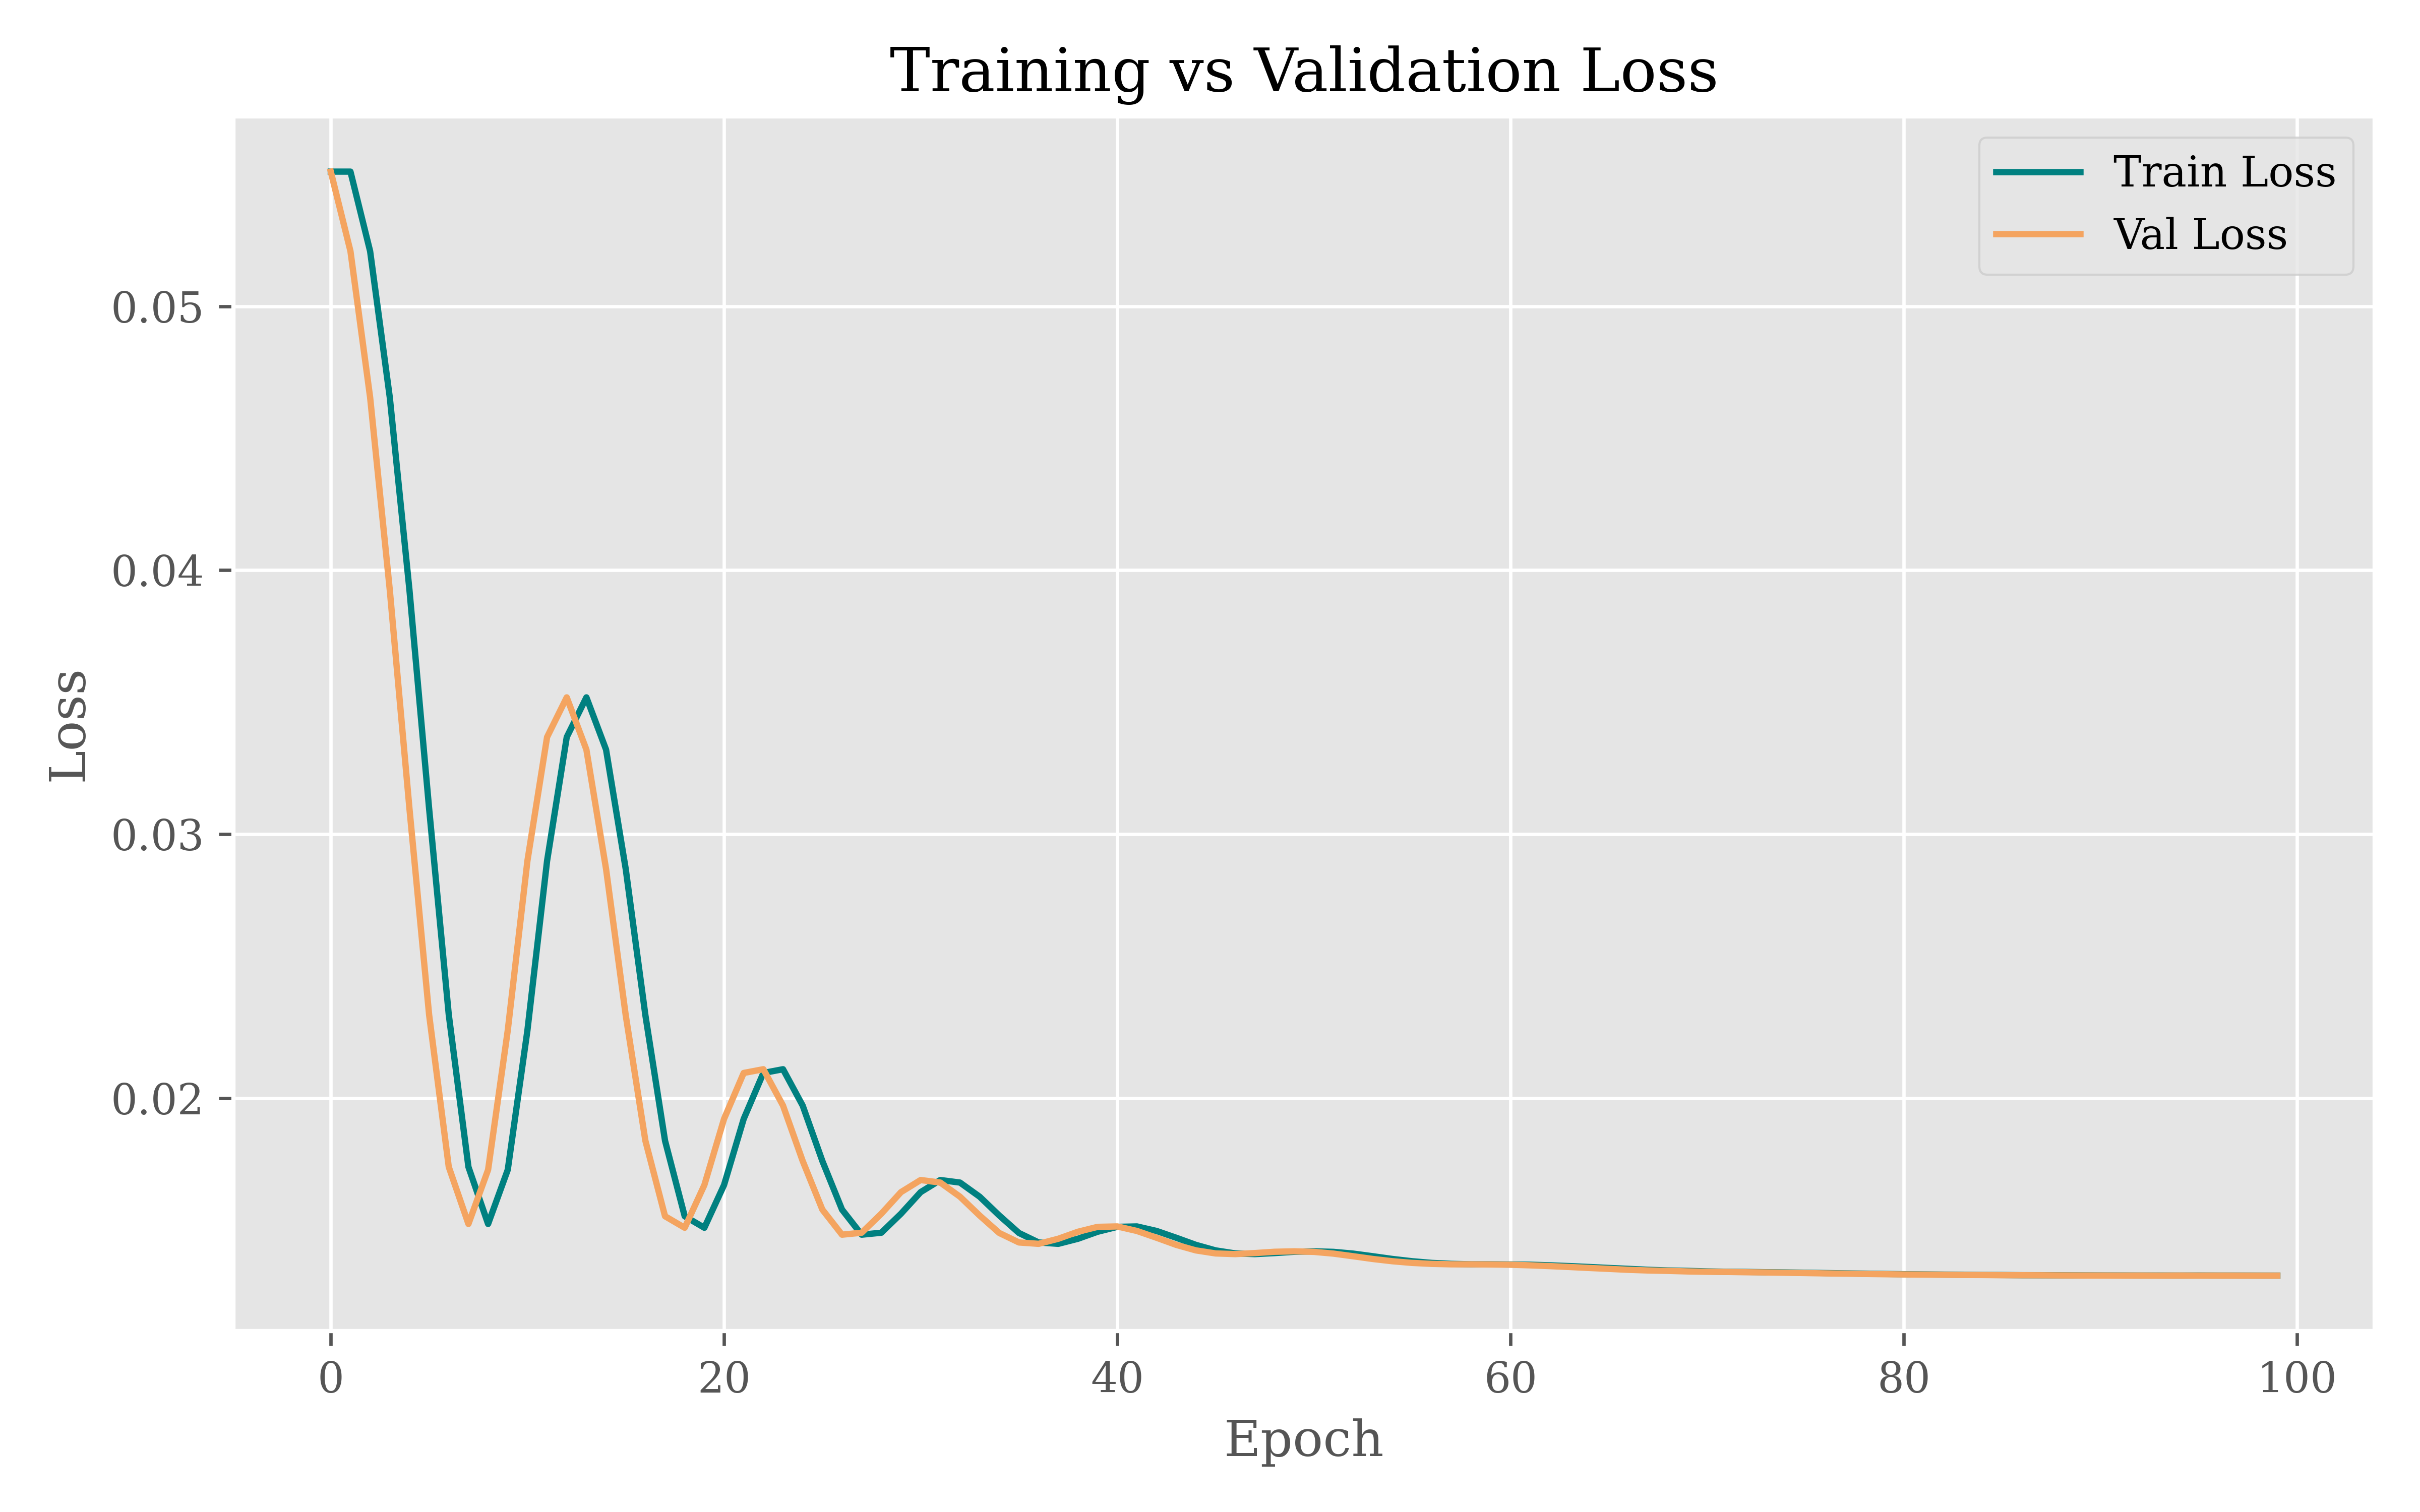 Training vs Validation Loss
Train Loss
Val Loss
0.05
0.04
0.03
0.02
Loss
0 20 40 60 80 100
Epoch